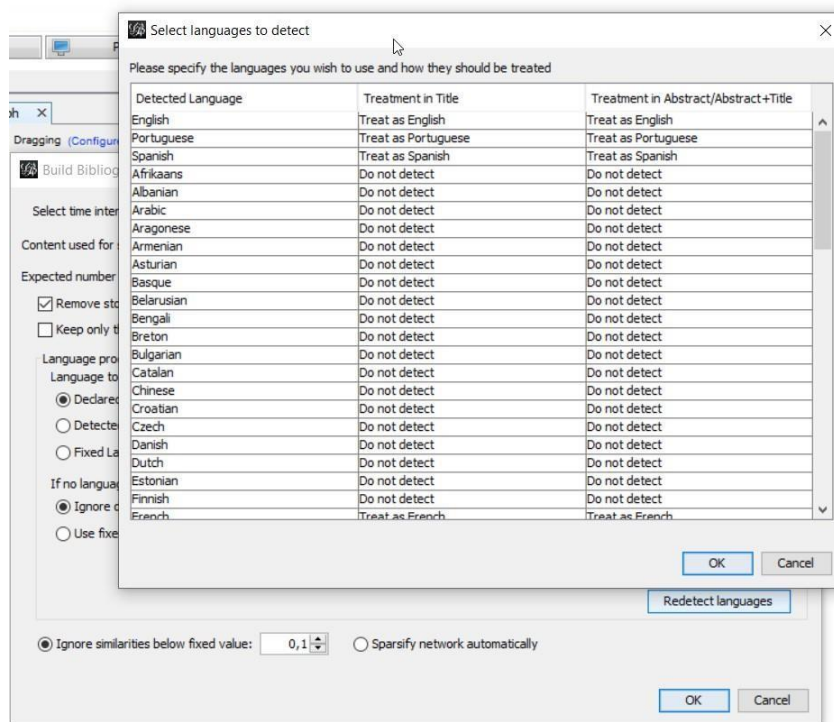 Select languages to detect
Please specify the languages you wish to use and how they should be treated
Detected Language Treatment in Title Treatment in Abstract/Abstract+Title
English Treat as English Treat as English
Portuguese Treat as Portuguese Treat as Portuguese
Spanish Treat as Spanish Treat as Spanish
Afrikaans Do not detect Do not detect
Albanian Do not detect Do not detect
Arabic Do not detect Do not detect
Aragonese Do not detect Do not detect
Armenian Do not detect Do not detect
Asturian Do not detect Do not detect
Basque Do not detect Do not detect
Belarusian Do not detect Do not detect
Bengali Do not detect Do not detect
Breton Do not detect Do not detect
Bulgarian Do not detect Do not detect
Catalan Do not detect Do not detect
Chinese Do not detect Do not detect
Croatian Do not detect Do not detect
Czech Do not detect Do not detect
Danish Do not detect Do not detect
Dutch Do not detect Do not detect
Estonian Do not detect Do not detect
Finnish Do not detect Do not detect
French Treat as French Treat as French
OK Cancel
P
ph
Dragging (Configur
Build Bibliog
Select time inter
Content used for
Expected number
Remove sto
Keep only t
Language pro
Language to
Declared
Detecte
Fixed La
If no languag
Ignore
Use fixe
Redetect languages
Ignore similarities below fixed value: 0,1 Sparsify network automatically
OK Cancel